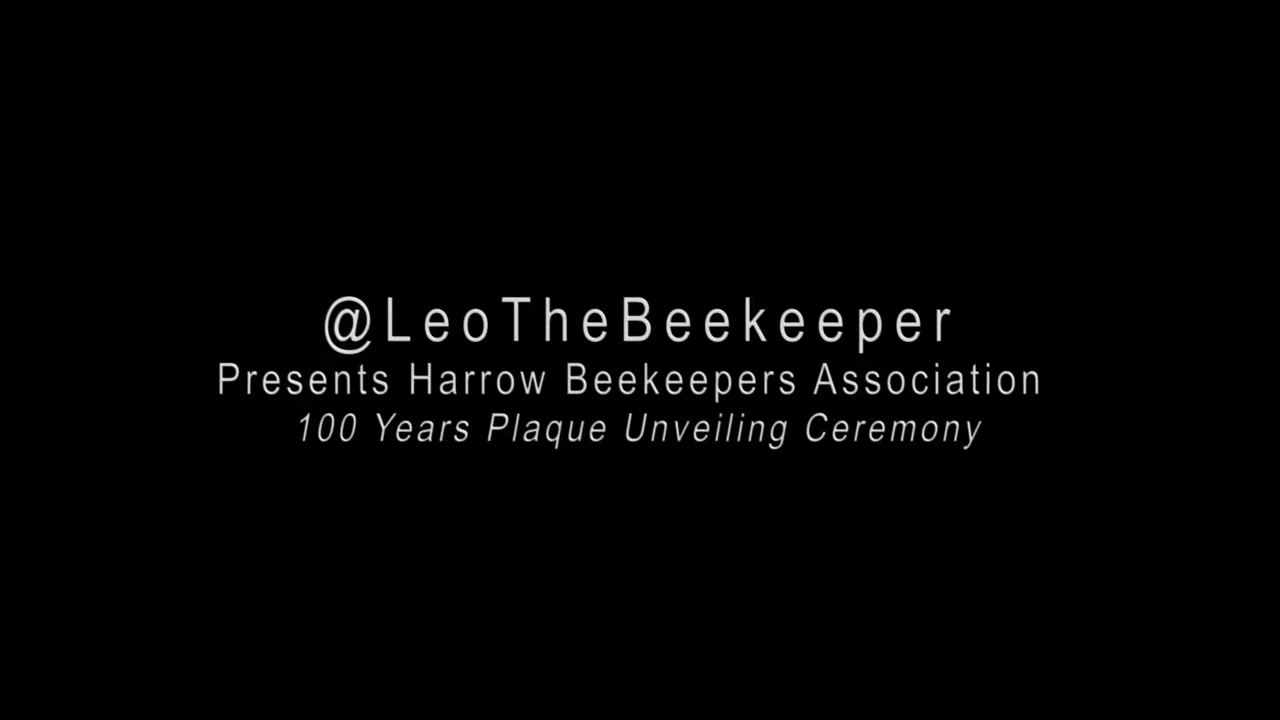 @LeoTheBeekeeper
Presents Harrow Beekeepers Association
100 Years Plaque Unveiling Ceremony